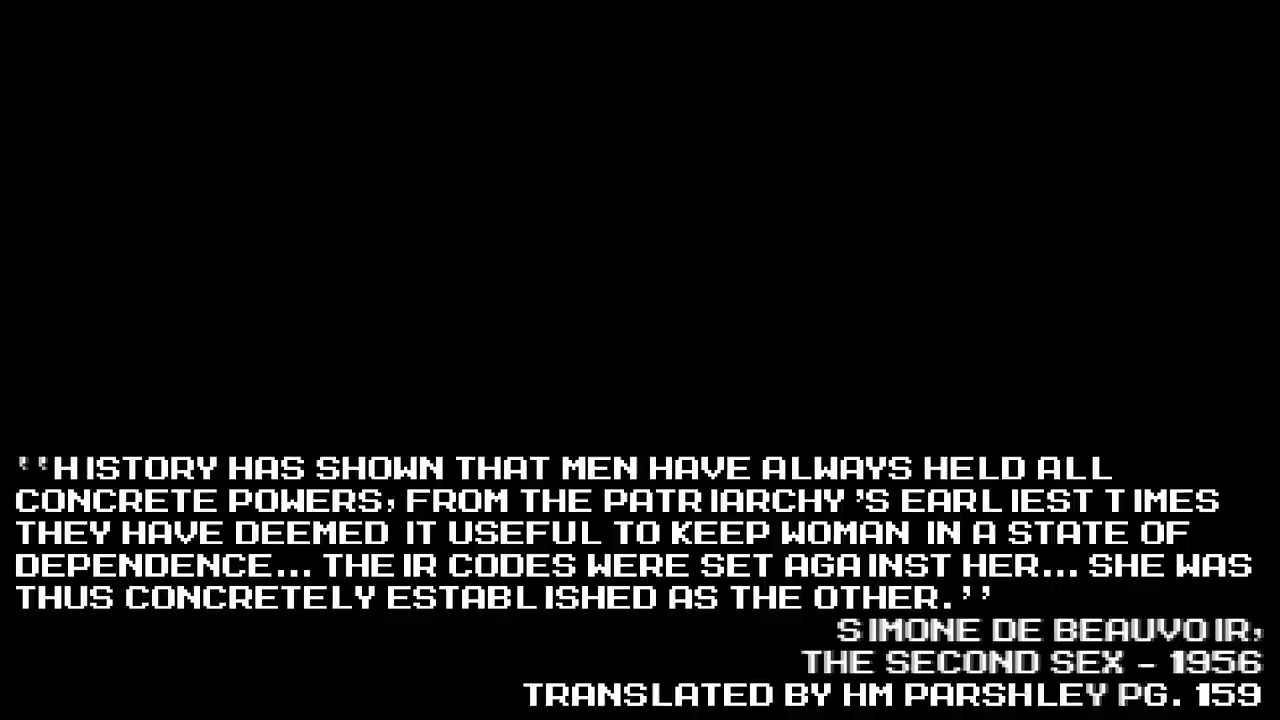 ''HISTORY HAS SHOWN THAT MEN HAVE ALWAYS HELD ALL
CONCRETE POWERS, FROM THE PATRIARCHY'S EARLIEST TIMES
THEY HAVE DEEMED IT USEFUL TO KEEP WOMAN IN A STATE OF
DEPENDENCE... THEIR CODES WERE SET AGAINST HER... SHE WAS
THUS CONCRETELY ESTABLISHED AS THE OTHER.''
SIMONE DE BEAUVOIR,
THE SECOND SEX - 1956
TRANSLATED BY HM PARSHLEY PG. 159